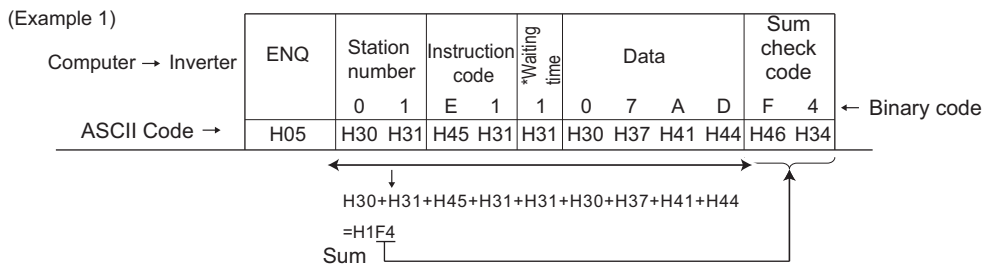 (Example 1)
Computer → Inverter
ENQ
Station number
Instruction code
*Waiting time
Data
Sum check code
0 1 E 1 1 0 7 A D F 4
← Binary code
ASCII Code →
H05 H30 H31 H45 H31 H31 H30 H37 H41 H44 H46 H34
H30+H31+H45+H31+H31+H30+H37+H41+H44
=H1F4
Sum